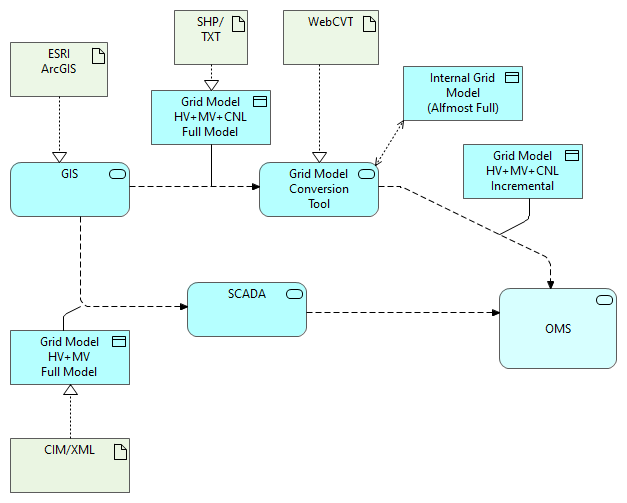 SHP/
TXT
WebCVT
ESRI
ArcGIS
Grid Model
HV+MV+CNL
Full Model
Internal Grid
Model
(Alfmost Full)
Grid Model
HV+MV+CNL
Incremental
GIS
Grid Model
Conversion
Tool
SCADA
OMS
Grid Model
HV+MV
Full Model
CIM/XML